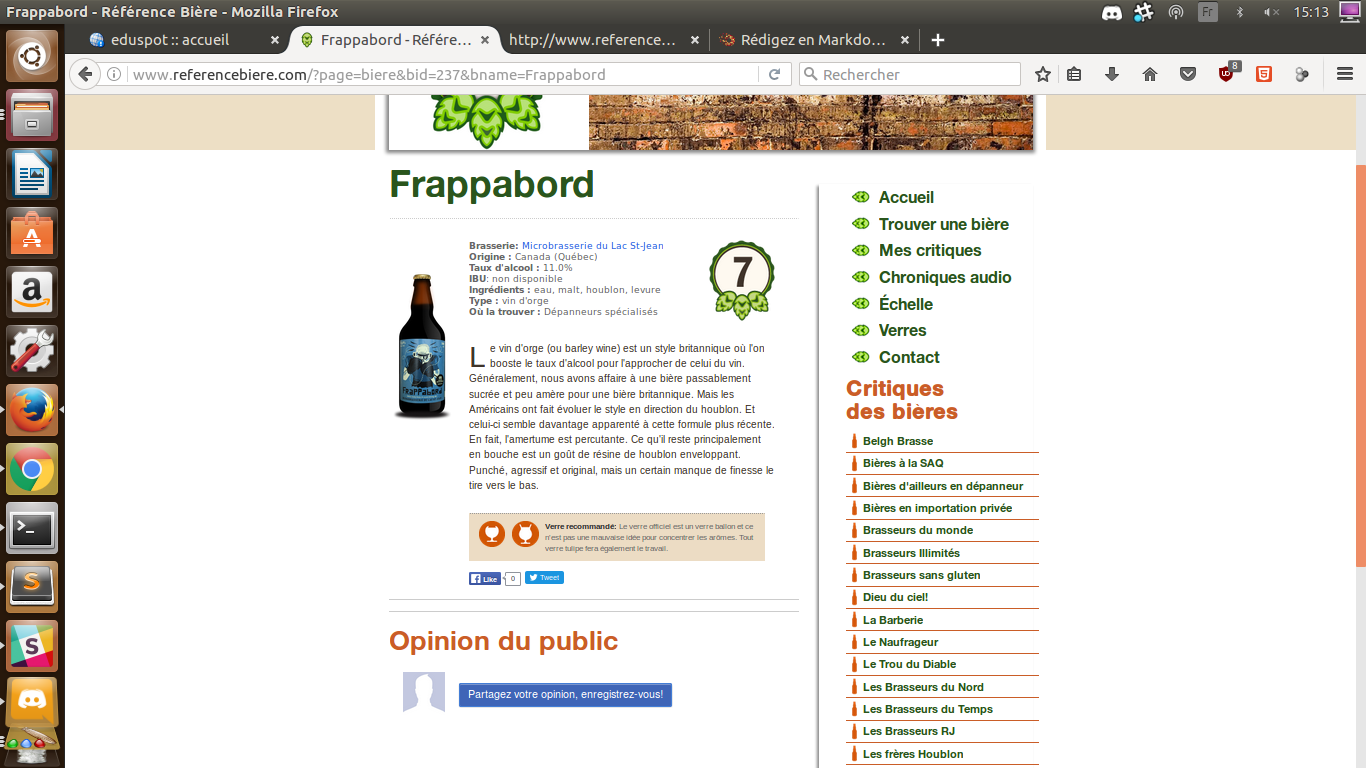 Frappabord - Référence Bière - Mozilla Firefox
Fr
15:13
eduspot :: accueil
Frappabord - Référe...
http://www.reference...
Rédigez en Markdo...
www.referencebiere.com/?page=biere&bid=237&bname=Frappabord
Rechercher
8
Frappabord
Brasserie: Microbrasserie du Lac St-Jean
Origine : Canada (Québec)
Taux d'alcool : 11.0%
IBU: non disponible
Ingrédients : eau, malt, houblon, levure
Type : vin d'orge
Où la trouver : Dépanneurs spécialisés
7
Frappabord
Le vin d'orge (ou barley wine) est un style britannique où l'on
booste le taux d'alcool pour l'approcher de celui du vin.
Généralement, nous avons affaire à une bière passablement
sucrée et peu amère pour une bière britannique. Mais les
Américains ont fait évoluer le style en direction du houblon. Et
celui-ci semble davantage apparenté à cette formule plus récente.
En fait, l'amertume est percutante. Ce qu'il reste principalement
en bouche est un goût de résine de houblon enveloppant.
Punché, agressif et original, mais un certain manque de finesse le
tire vers le bas.
Verre recommandé: Le verre officiel est un verre ballon et ce
n'est pas une mauvaise idée pour concentrer les arômes. Tout
verre tulipe fera également le travail.
Like 0 Tweet
Opinion du public
Partagez votre opinion, enregistrez-vous!
Accueil
Trouver une bière
Mes critiques
Chroniques audio
Échelle
Verres
Contact
Critiques
des bières
Belgh Brasse
Bières à la SAQ
Bières d'ailleurs en dépanneur
Bières en importation privée
Brasseurs du monde
Brasseurs Illimités
Brasseurs sans gluten
Dieu du ciel!
La Barberie
Le Naufrageur
Le Trou du Diable
Les Brasseurs du Nord
Les Brasseurs du Temps
Les Brasseurs RJ
Les frères Houblon